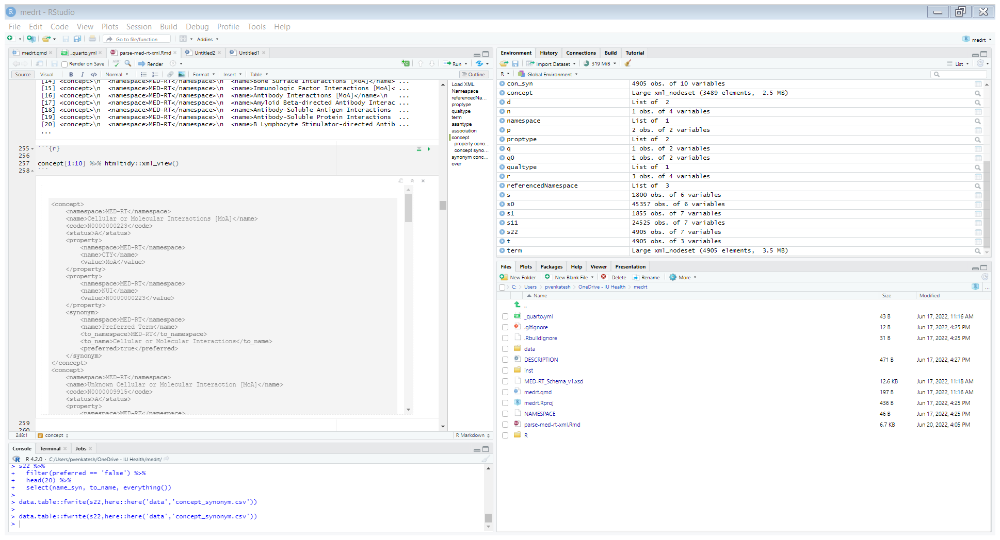 medrt - RStudio
File Edit Code View Plots Session Build Debug Profile Tools Help
Go to file/function Addins medrt
medrt.qmd _quarto.yml parse-med-rt-xml.Rmd Untitled2 Untitled1
Render on Save Render Run
Source Visual B I </> Normal Format Insert Table Outline
[14] <concept>\n  <namespace>MED-RT</namespace>\n  <name>Bone Surface Interactions [MoA]</name> ...
[15] <concept>\n  <namespace>MED-RT</namespace>\n  <name>Immunologic Factor Interactions [MoA]< ...
[16] <concept>\n  <namespace>MED-RT</namespace>\n  <name>Antibody Interactions [MoA]</name>\n   ...
[17] <concept>\n  <namespace>MED-RT</namespace>\n  <name>Amyloid Beta-directed Antibody Interac ...
[18] <concept>\n  <namespace>MED-RT</namespace>\n  <name>Antibody-Soluble Antigen Interactions  ...
[19] <concept>\n  <namespace>MED-RT</namespace>\n  <name>Antibody-Soluble Protein Interactions  ...
[20] <concept>\n  <namespace>MED-RT</namespace>\n  <name>B Lymphocyte Stimulator-directed Antib ...
...
255 ```{r}
256
257 concept[1:10] %>% htmltidy::xml_view()
258 ```
<concept>
<namespace>MED-RT</namespace>
<name>Cellular or Molecular Interactions [MoA]</name>
<code>N0000000223</code>
<status>A</status>
<property>
<namespace>MED-RT</namespace>
<name>CTY</name>
<value>MoA</value>
</property>
<property>
<namespace>MED-RT</namespace>
<name>NUI</name>
<value>N0000000223</value>
</property>
<synonym>
<namespace>MED-RT</namespace>
<name>Preferred Term</name>
<to_namespace>MED-RT</to_namespace>
<to_name>Cellular or Molecular Interactions</to_name>
<preferred>true</preferred>
</synonym>
</concept>
<concept>
<namespace>MED-RT</namespace>
<name>Unknown Cellular or Molecular Interaction [MoA]</name>
<code>N0000009915</code>
<status>A</status>
<property>
<namespace>MED-RT</namespace>
259
260
248:1 # concept R Markdown
Load XML
Namespace
referencedNa...
proptype
qualtype
term
assntype
association
concept
property conc...
concept syno...
synonym conc...
over
Console Terminal Jobs
R 4.2.0 · C:/Users/pvenkatesh/OneDrive - IU Health/medrt/
> s22 %>%
+   filter(preferred == 'false') %>%
+   head(20) %>%
+   select(name_syn, to_name, everything())
>
> data.table::fwrite(s22,here::here('data','concept_synonym.csv'))
>
> data.table::fwrite(s22,here::here('data','concept_synonym.csv'))
>
Environment History Connections Build Tutorial
Import Dataset 319 MiB List
R Global Environment
con_syn 4905 obs. of 10 variables
concept Large xml_nodeset (3489 elements,  2.5 MB)
d List of  2
n 1 obs. of 4 variables
namespace List of  1
p 2 obs. of 2 variables
proptype List of  2
q 1 obs. of 2 variables
q0 1 obs. of 2 variables
qualtype List of  1
r 3 obs. of 4 variables
referencedNamespace List of  3
s 1800 obs. of 6 variables
s0 45357 obs. of 6 variables
s1 1855 obs. of 7 variables
s11 24525 obs. of 7 variables
s22 4905 obs. of 7 variables
t 4905 obs. of 3 variables
term Large xml_nodeset (4905 elements,  3.5 MB)
Files Plots Packages Help Viewer Presentation
New Folder New Blank File Delete Rename More
C: Users pvenkatesh OneDrive - IU Health medrt ...
Name Size Modified
..
_quarto.yml 43 B Jun 17, 2022, 11:16 AM
.gitignore 12 B Jun 17, 2022, 4:25 PM
.Rbuildignore 31 B Jun 17, 2022, 4:25 PM
data
DESCRIPTION 471 B Jun 17, 2022, 4:27 PM
inst
MED-RT_Schema_v1.xsd 12.6 KB Jun 17, 2022, 11:18 AM
medrt.qmd 197 B Jun 17, 2022, 11:16 AM
medrt.Rproj 436 B Jun 17, 2022, 4:25 PM
NAMESPACE 46 B Jun 17, 2022, 4:25 PM
parse-med-rt-xml.Rmd 6.7 KB Jun 20, 2022, 4:05 PM
R